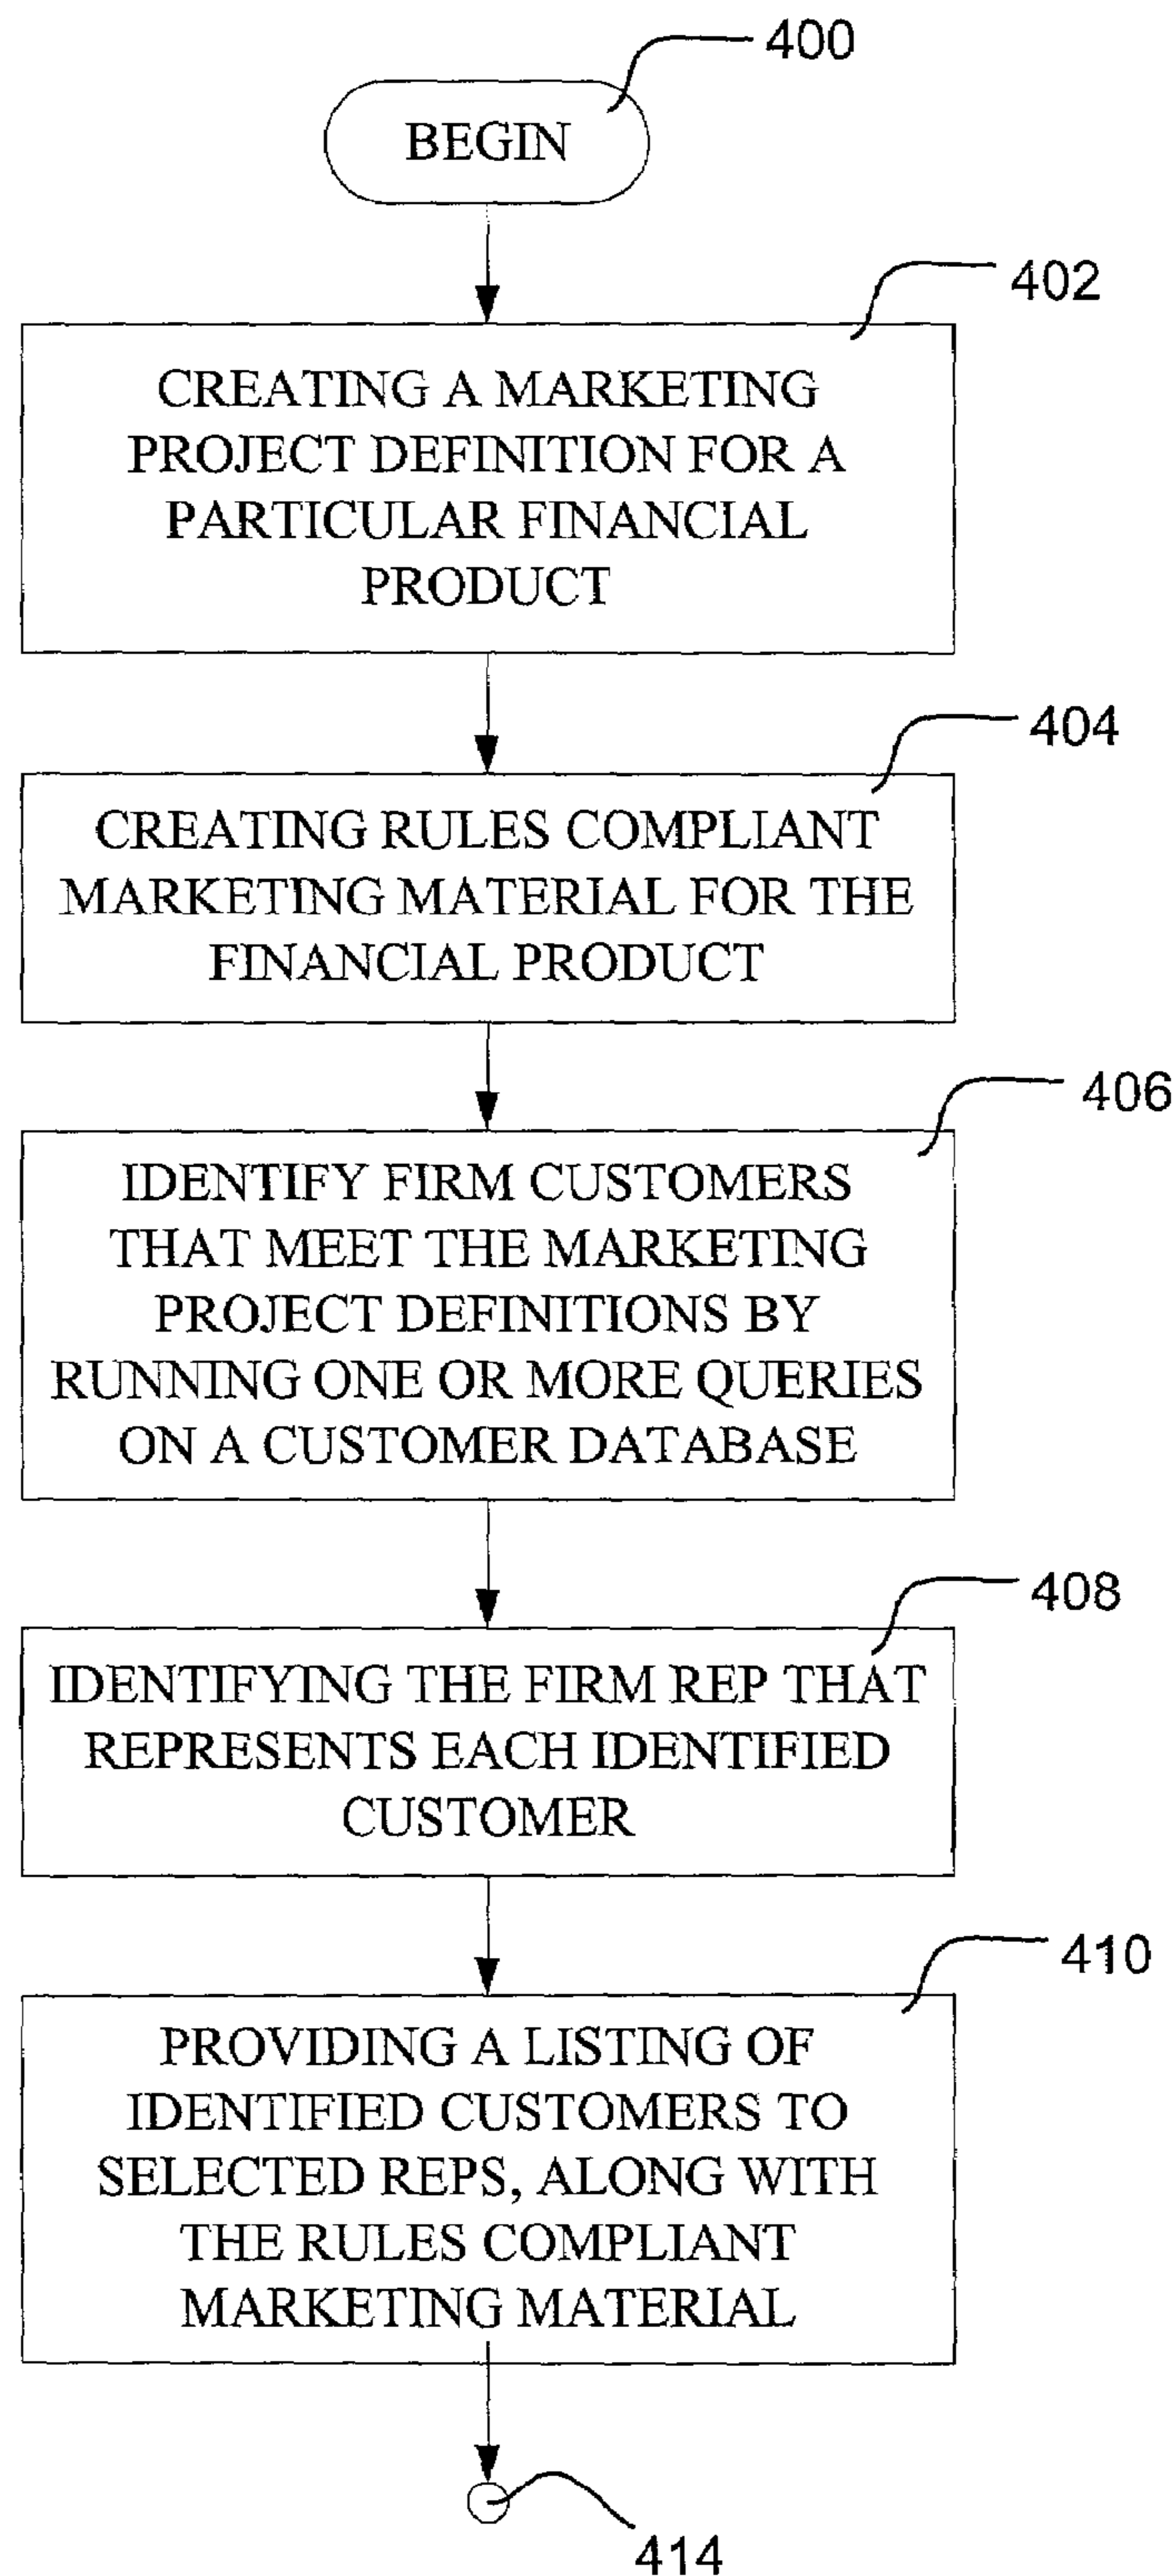 400
BEGIN
402
CREATING A MARKETING
PROJECT DEFINITION FOR A
PARTICULAR FINANCIAL
PRODUCT
404
CREATING RULES COMPLIANT
MARKETING MATERIAL FOR THE
FINANCIAL PRODUCT
406
IDENTIFY FIRM CUSTOMERS
THAT MEET THE MARKETING
PROJECT DEFINITIONS BY
RUNNING ONE OR MORE QUERIES
ON A CUSTOMER DATABASE
408
IDENTIFYING THE FIRM REP THAT
REPRESENTS EACH IDENTIFIED
CUSTOMER
410
PROVIDING A LISTING OF
IDENTIFIED CUSTOMERS TO
SELECTED REPS, ALONG WITH
THE RULES COMPLIANT
MARKETING MATERIAL
414